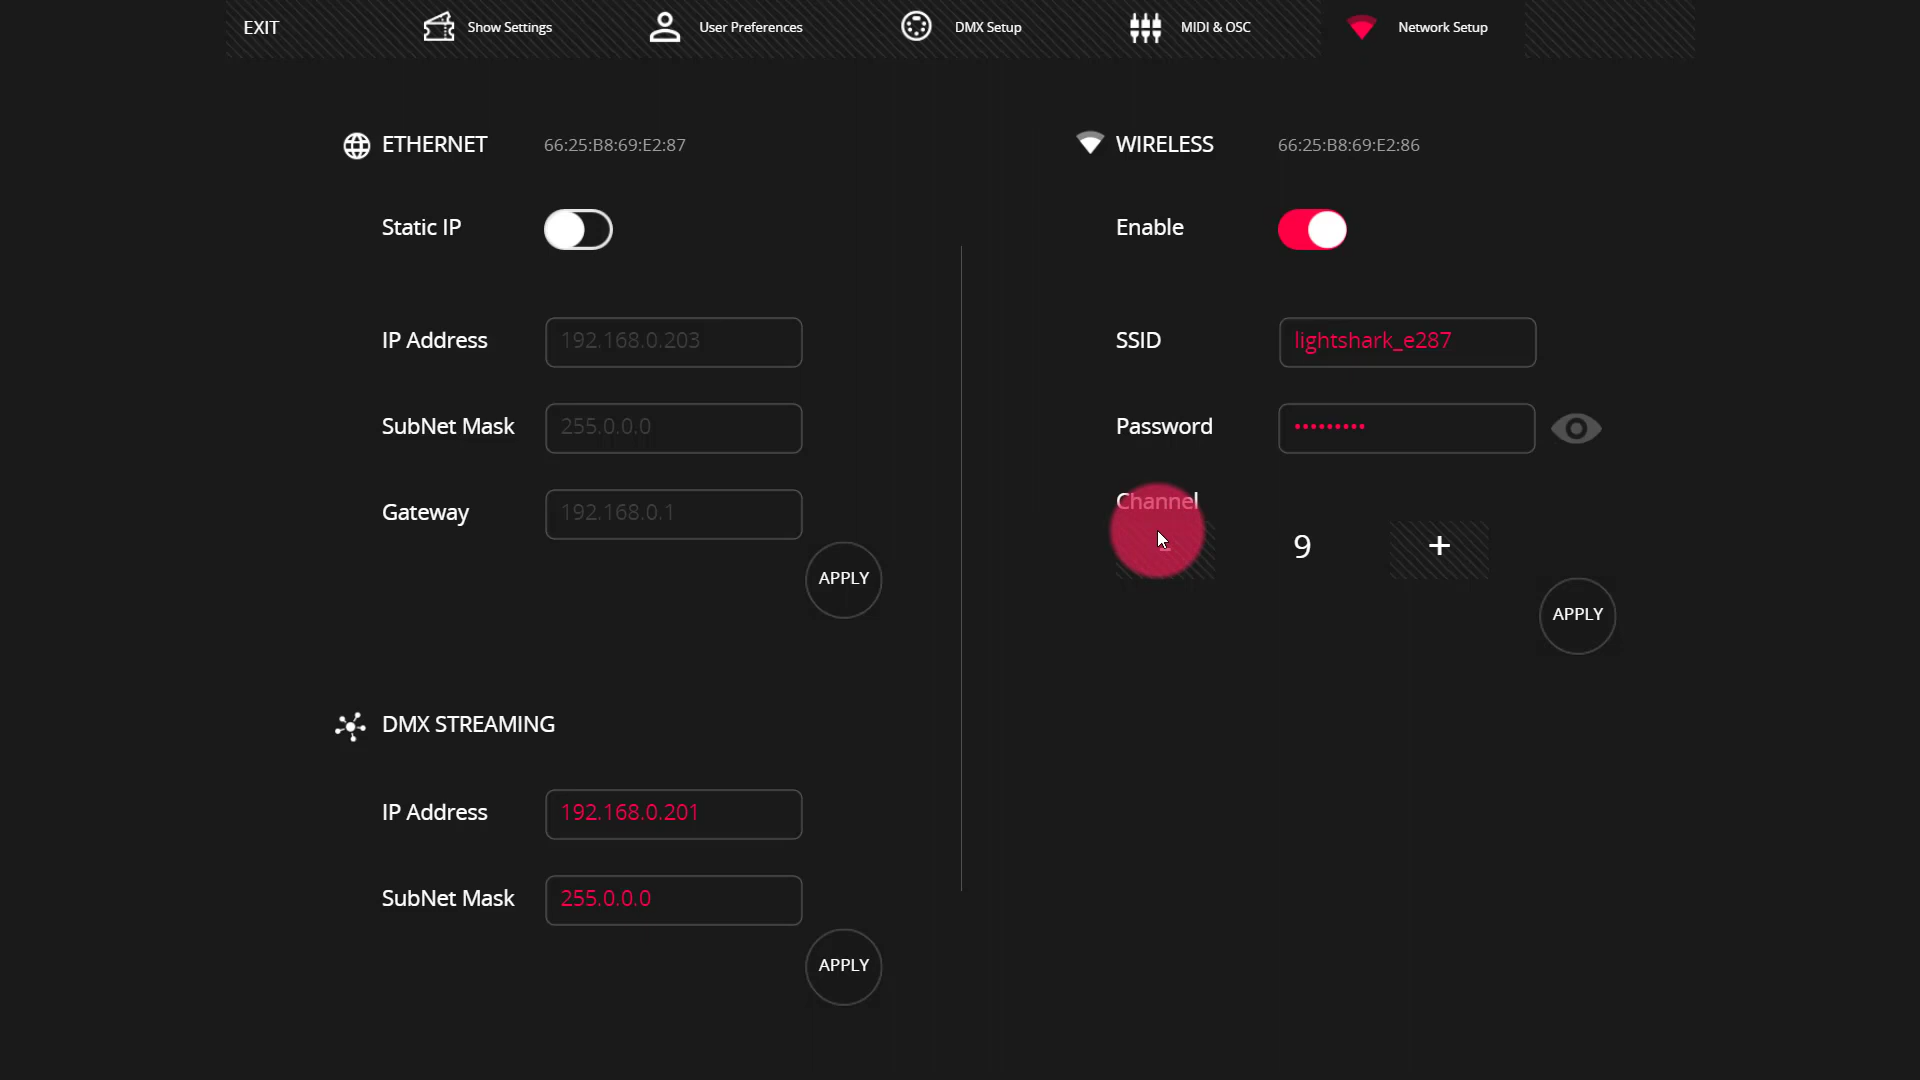 EXIT
Show Settings
User Preferences
DMX Setup
MIDI & OSC
Network Setup
ETHERNET 66:25:B8:69:E2:87
Static IP
IP Address 192.168.0.203
SubNet Mask 255.0.0.0
Gateway 192.168.0.1
APPLY
DMX STREAMING
IP Address 192.168.0.201
SubNet Mask 255.0.0.0
APPLY
WIRELESS 66:25:B8:69:E2:86
Enable
SSID lightshark_e287
Password •••••••••
Channel
- 9 +
APPLY